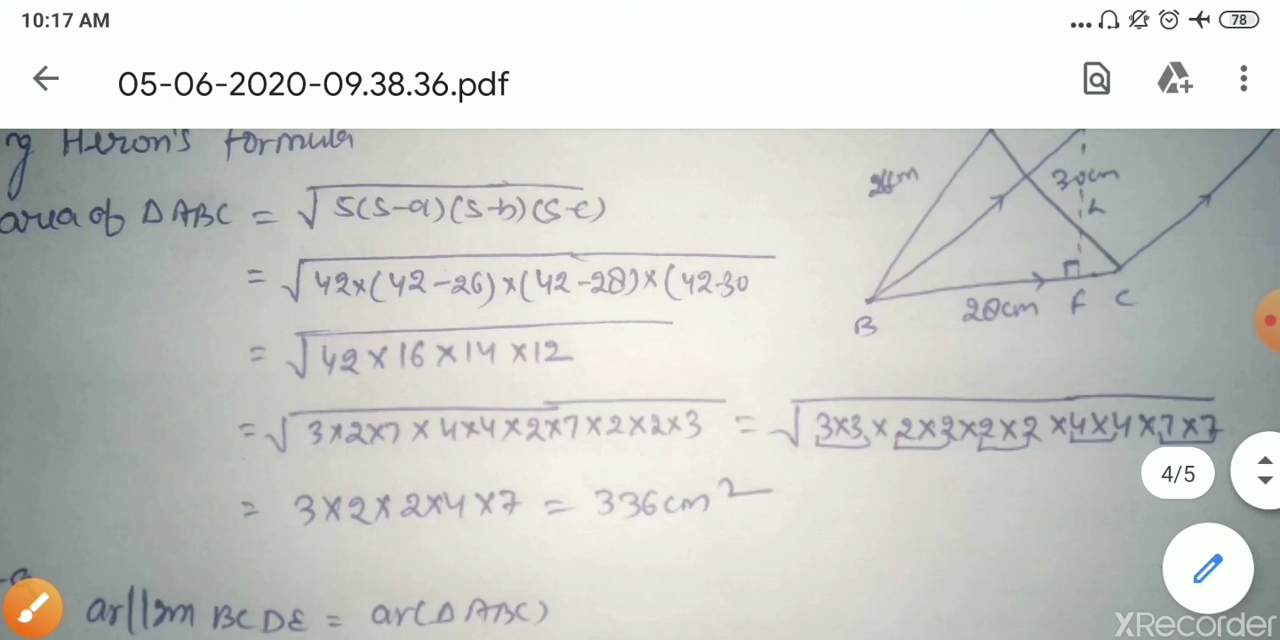 10:17 AM ... 78
05-06-2020-09.38.36.pdf
g Heron's formula
area of △ ABC = √S(S-a)(S-b)(S-c)
= √42×(42-26)×(42-28)×(42-30
= √42×16×14×12
= √3×2×7×4×4×2×7×2×2×3 = √3×3×2×2×2×2×4×4×7×7
= 3×2×2×4×7 = 336cm²
ar||gm BCDE = ar(△ABC)
30cm
B
28cm
F
C
4/5
XRecorder